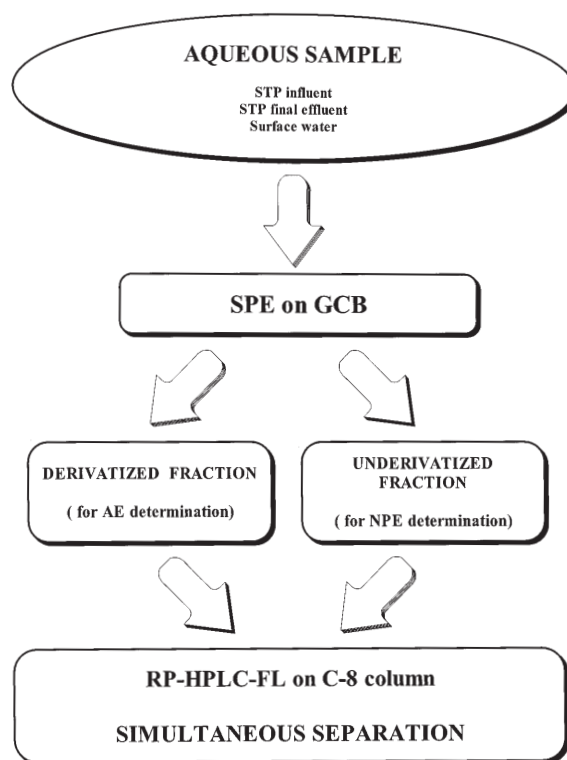 AQUEOUS SAMPLE
STP influent
STP final effluent
Surface water
SPE on GCB
DERIVATIZED FRACTION
( for AE determination)
UNDERIVATIZED
FRACTION
( for NPE determination)
RP-HPLC-FL on C-8 column
SIMULTANEOUS SEPARATION